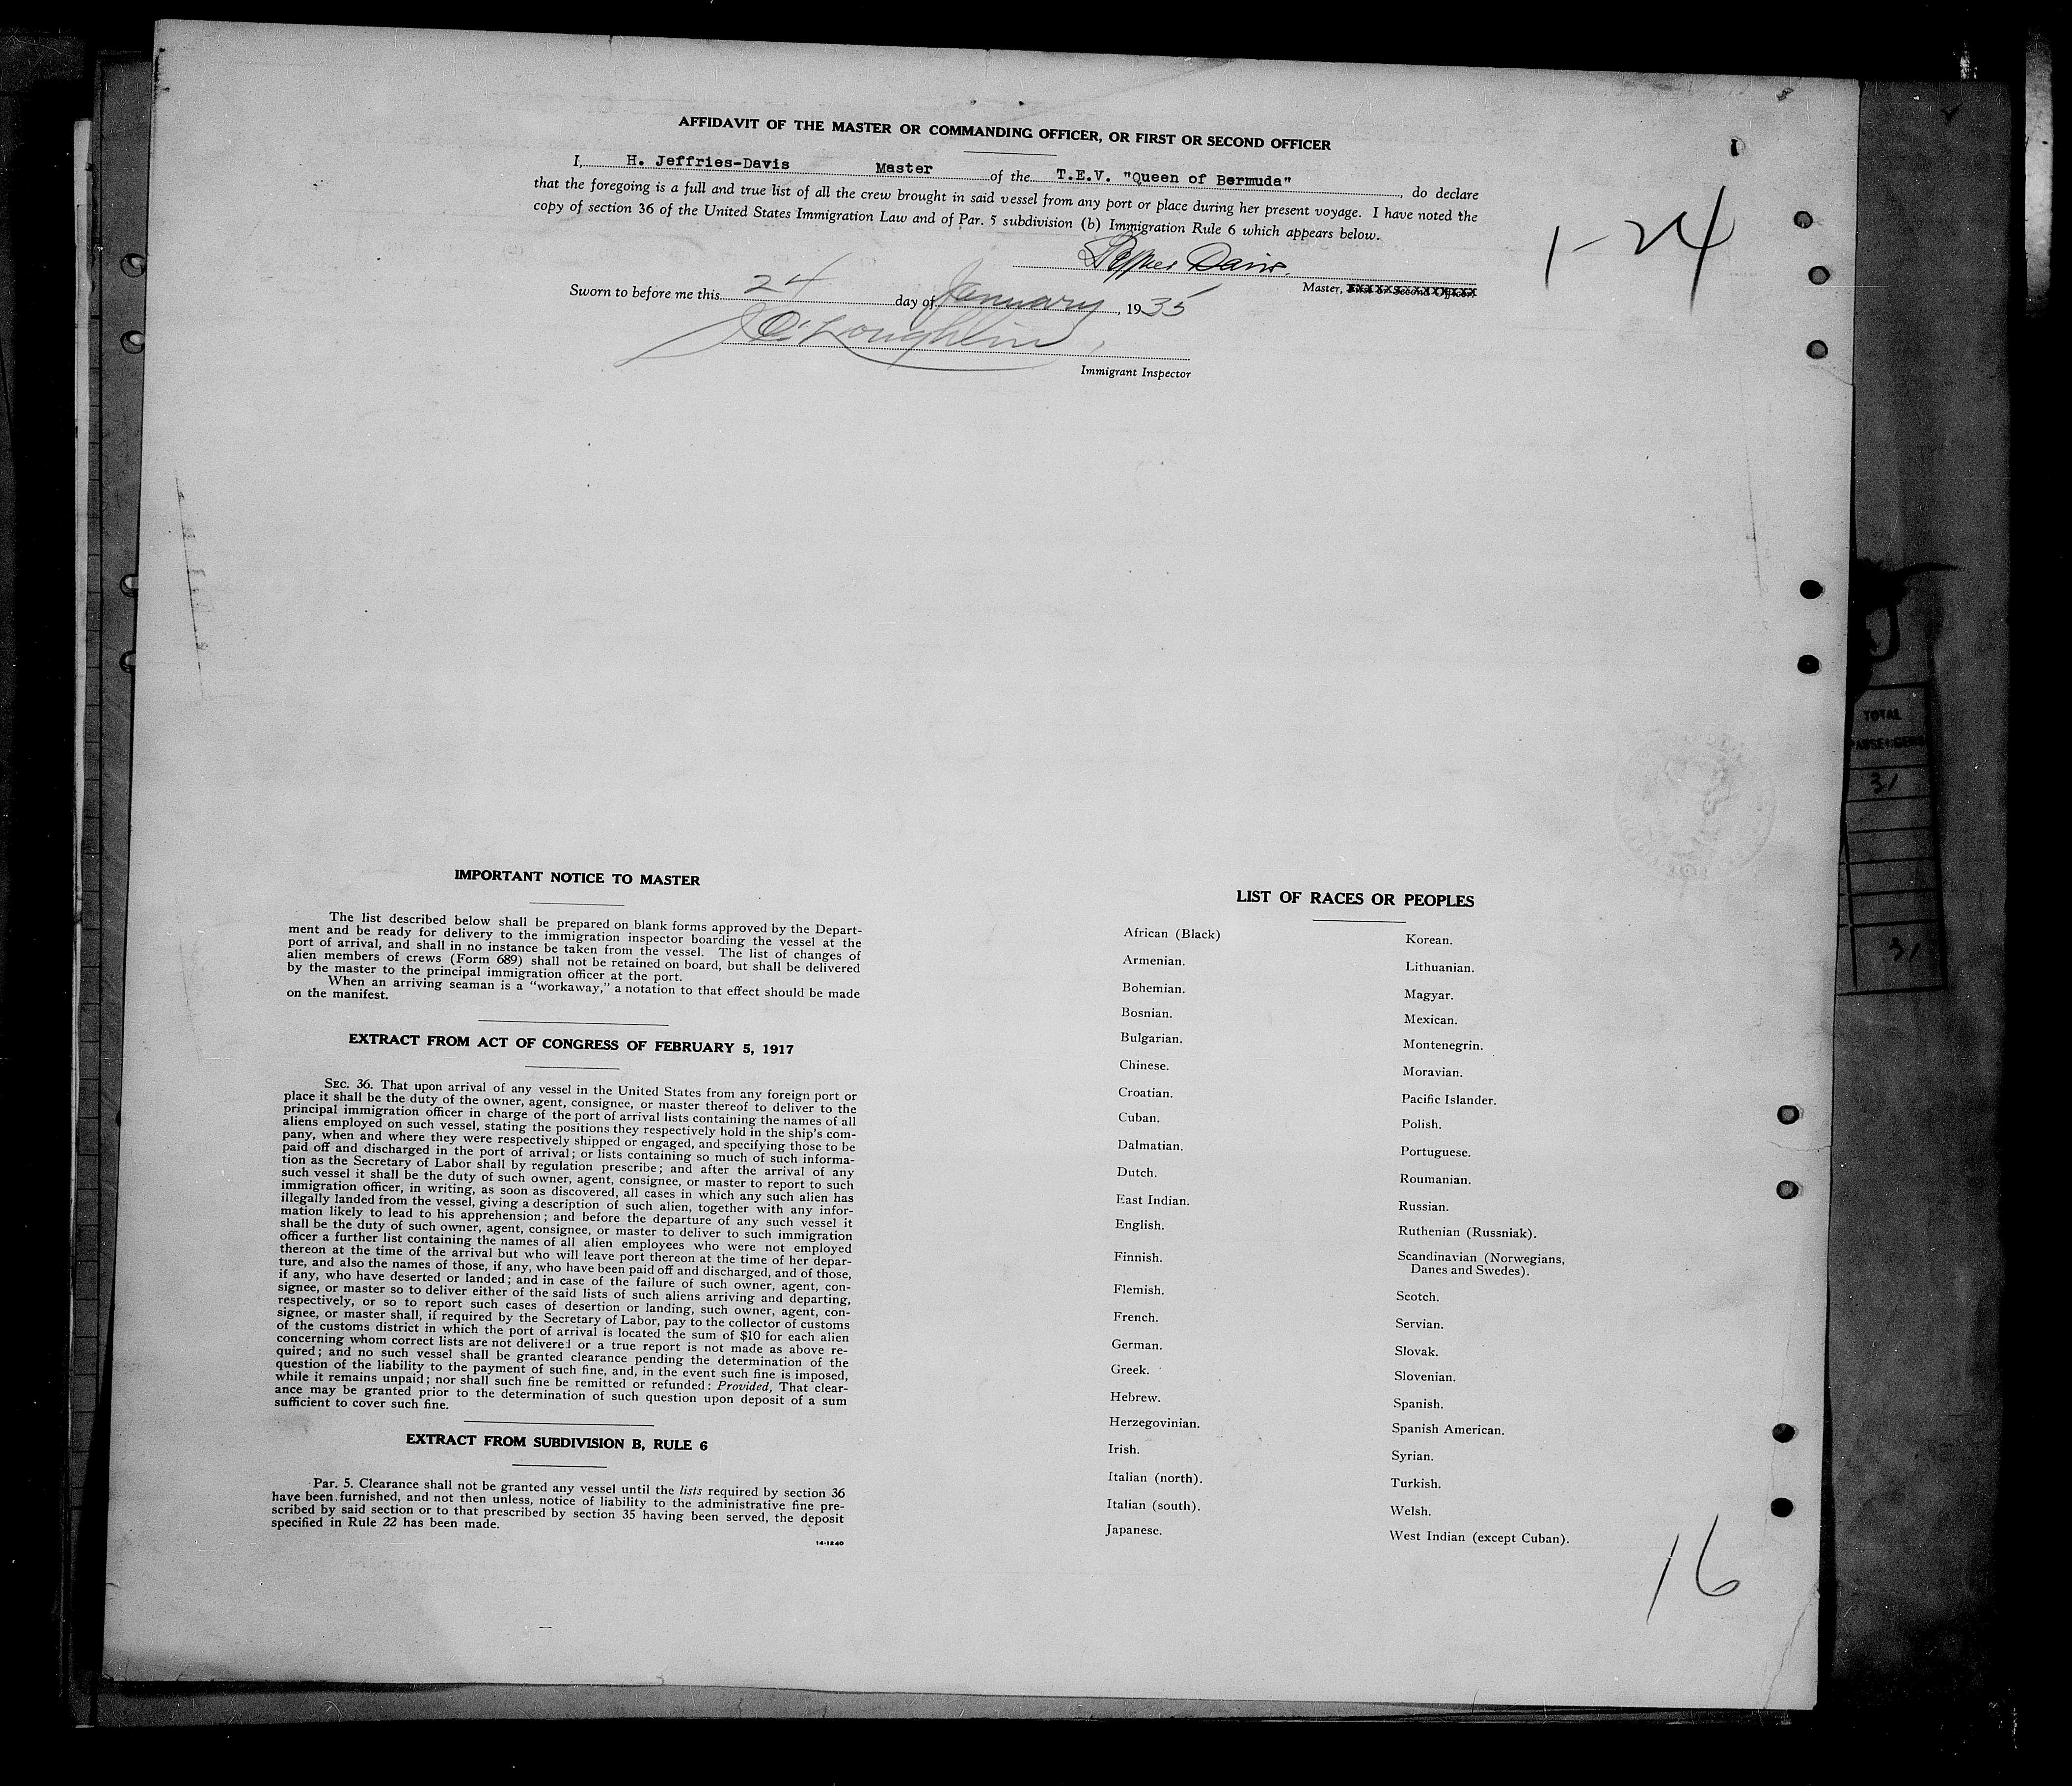 AFFIDAVIT OF THE MASTER OR COMMANDING OFFICER, OR FIRST OR SECOND OFFICER
I, H. Jeffries-Davis Master of the T.E.V. "Queen of Bermuda", do declare
that the foregoing is a full and true list of all the crew brought in said vessel from any port or place during her present voyage. I have noted the
copy of section 36 of the United States Immigration Law and of Par. 5 subdivision (b) Immigration Rule 6 which appears below.
1-24
Davis.
Master, First or Second Officer.
Sworn to before me this 24 day of January, 1935
O'Loughlin
Immigrant Inspector
TOTAL
PASSENGERS
31
31
IMPORTANT NOTICE TO MASTER
The list described below shall be prepared on blank forms approved by the Depart-
ment and be ready for delivery to the immigration inspector boarding the vessel at the
port of arrival, and shall in no instance be taken from the vessel. The list of changes of
alien members of crews (Form 689) shall not be retained on board, but shall be delivered
by the master to the principal immigration officer at the port.
When an arriving seaman is a "workaway," a notation to that effect should be made
on the manifest.
EXTRACT FROM ACT OF CONGRESS OF FEBRUARY 5, 1917
SEC. 36. That upon arrival of any vessel in the United States from any foreign port or
place it shall be the duty of the owner, agent, consignee, or master thereof to deliver to the
principal immigration officer in charge of the port of arrival lists containing the names of all
aliens employed on such vessel, stating the positions they respectively hold in the ship's com-
pany, when and where they were respectively shipped or engaged, and specifying those to be
paid off and discharged in the port of arrival; or lists containing so much of such informa-
tion as the Secretary of Labor shall by regulation prescribe; and after the arrival of any
such vessel it shall be the duty of such owner, agent, consignee, or master to report to such
immigration officer, in writing, as soon as discovered, all cases in which any such alien has
illegally landed from the vessel, giving a description of such alien, together with any infor-
mation likely to lead to his apprehension; and before the departure of any such vessel it
shall be the duty of such owner, agent, consignee, or master to deliver to such immigration
officer a further list containing the names of all alien employees who were not employed
thereon at the time of the arrival but who will leave port thereon at the time of her depar-
ture, and also the names of those, if any, who have been paid off and discharged, and of those,
if any, who have deserted or landed; and in case of the failure of such owner, agent, con-
signee, or master so to deliver either of the said lists of such aliens arriving and departing,
respectively, or so to report such cases of desertion or landing, such owner, agent, con-
signee, or master shall, if required by the Secretary of Labor, pay to the collector of customs
of the customs district in which the port of arrival is located the sum of $10 for each alien
concerning whom correct lists are not delivered or a true report is not made as above re-
quired; and no such vessel shall be granted clearance pending the determination of the
question of the liability to the payment of such fine, and, in the event such fine is imposed,
while it remains unpaid; nor shall such fine be remitted or refunded: Provided, That clear-
ance may be granted prior to the determination of such question upon deposit of a sum
sufficient to cover such fine.
EXTRACT FROM SUBDIVISION B, RULE 6
Par. 5. Clearance shall not be granted any vessel until the lists required by section 36
have been furnished, and not then unless, notice of liability to the administrative fine pre-
scribed by said section or to that prescribed by section 35 having been served, the deposit
specified in Rule 22 has been made.
14-1240
LIST OF RACES OR PEOPLES
African (Black)
Armenian.
Bohemian.
Bosnian.
Bulgarian.
Chinese.
Croatian.
Cuban.
Dalmatian.
Dutch.
East Indian.
English.
Finnish.
Flemish.
French.
German.
Greek.
Hebrew.
Herzegovinian.
Irish.
Italian (north).
Italian (south).
Japanese.
Korean.
Lithuanian.
Magyar.
Mexican.
Montenegrin.
Moravian.
Pacific Islander.
Polish.
Portuguese.
Roumanian.
Russian.
Ruthenian (Russniak).
Scandinavian (Norwegians,
Danes and Swedes).
Scotch.
Servian.
Slovak.
Slovenian.
Spanish.
Spanish American.
Syrian.
Turkish.
Welsh.
West Indian (except Cuban).
16